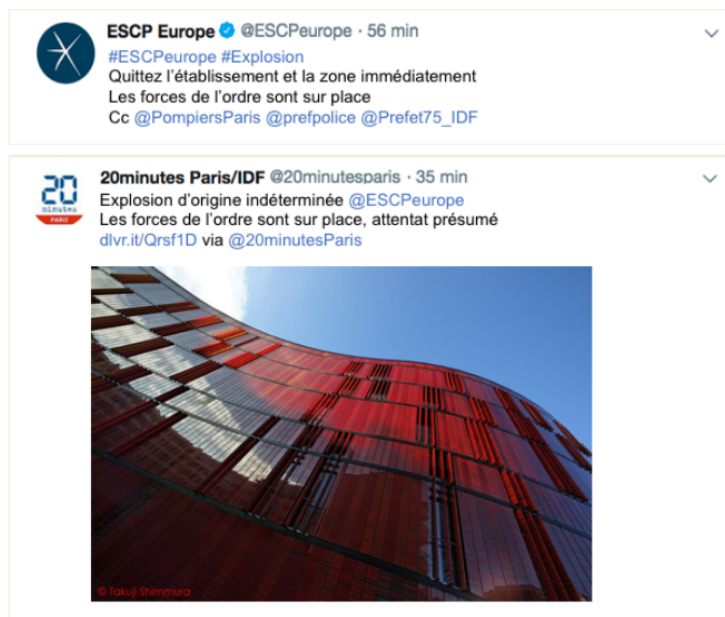 ESCP Europe @ESCPeurope · 56 min
#ESCPeurope #Explosion
Quittez l'établissement et la zone immédiatement
Les forces de l'ordre sont sur place
Cc @PompiersParis @prefpolice @Prefet75_IDF
20minutes Paris/IDF @20minutesparis · 35 min
20
minutes
PARIS
Explosion d'origine indéterminée @ESCPeurope
Les forces de l'ordre sont sur place, attentat présumé
dlvr.it/Qrsf1D via @20minutesParis
© Takuji Shimmura